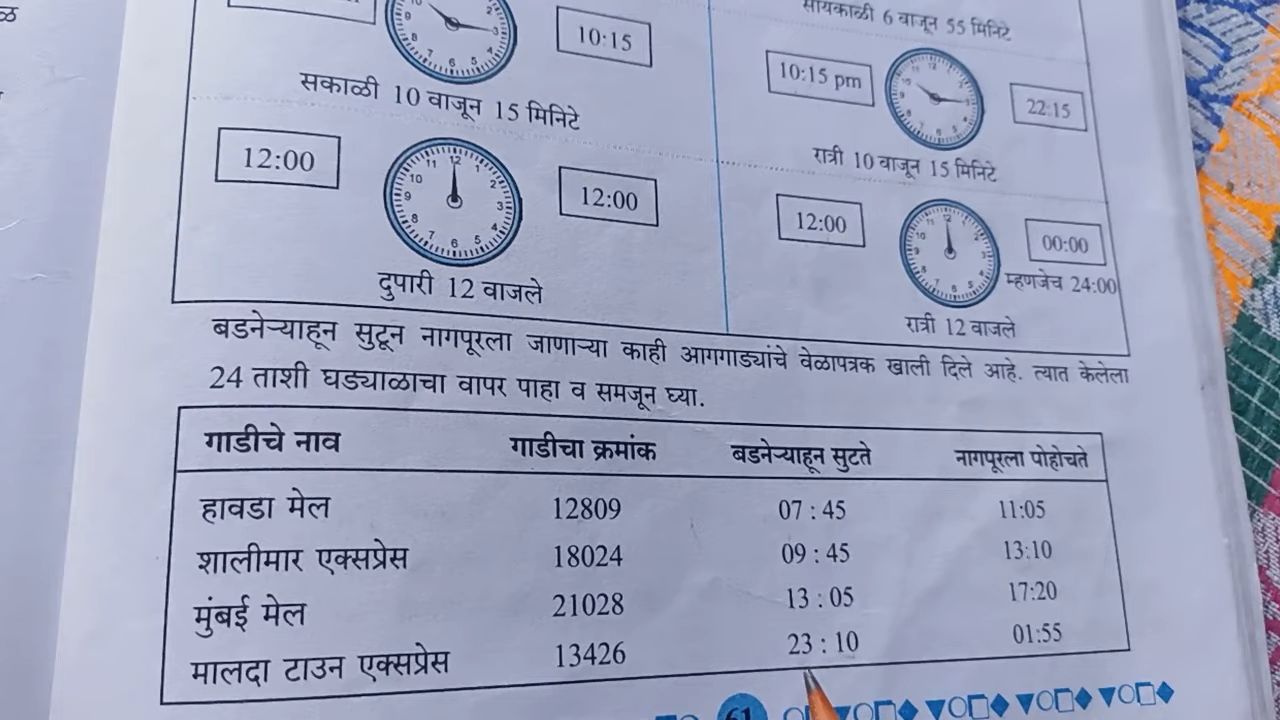 10:15
सकाळी 10 वाजून 15 मिनिटे
12:00
12:00
दुपारी 12 वाजले
सायकाळी 6 वाजून 55 मिनिटे
10:15 pm
22:15
रात्री 10 वाजून 15 मिनिटे
12:00
00:00
म्हणजेच 24:00
रात्री 12 वाजले
बडनेऱ्याहून सुटून नागपूरला जाणाऱ्या काही आगगाड्यांचे वेळापत्रक खाली दिले आहे. त्यात केलेला
24 ताशी घड्याळाचा वापर पाहा व समजून घ्या.
गाडीचे नाव गाडीचा क्रमांक बडनेऱ्याहून सुटते नागपूरला पोहोचते
हावडा मेल 12809 07 : 45 11:05
शालीमार एक्सप्रेस 18024 09 : 45 13:10
मुंबई मेल 21028 13 : 05 17:20
मालदा टाउन एक्सप्रेस 13426 23 : 10 01:55
61